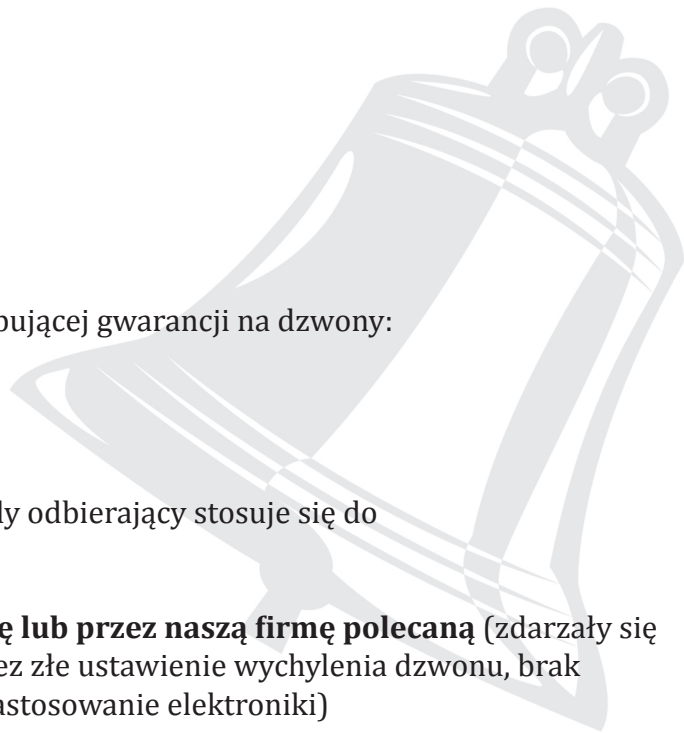 pującej gwarancji na dzwony:
dy odbierający stosuje się do
ę lub przez naszą firmę polecaną (zdarzały się
ez złe ustawienie wychylenia dzwonu, brak
astosowanie elektroniki)